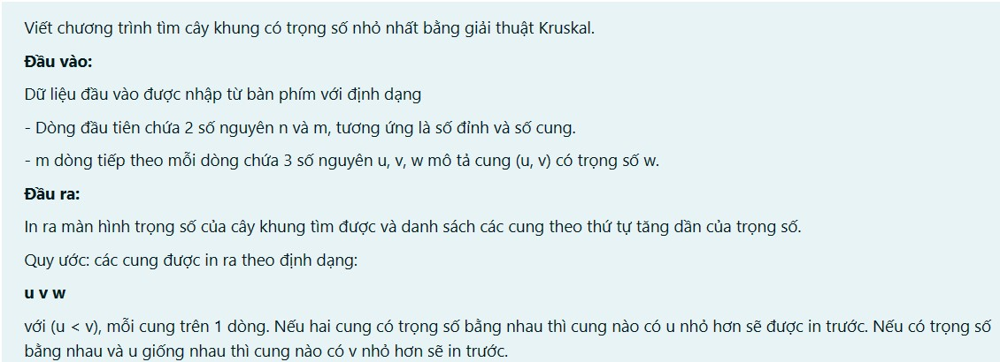 Viết chương trình tìm cây khung có trọng số nhỏ nhất bằng giải thuật Kruskal.
Đầu vào:
Dữ liệu đầu vào được nhập từ bàn phím với định dạng
- Dòng đầu tiên chứa 2 số nguyên n và m, tương ứng là số đỉnh và số cung.
- m dòng tiếp theo mỗi dòng chứa 3 số nguyên u, v, w mô tả cung (u, v) có trọng số w.
Đầu ra:
In ra màn hình trọng số của cây khung tìm được và danh sách các cung theo thứ tự tăng dần của trọng số.
Quy ước: các cung được in ra theo định dạng:
u v w
với (u < v), mỗi cung trên 1 dòng. Nếu hai cung có trọng số bằng nhau thì cung nào có u nhỏ hơn sẽ được in trước. Nếu có trọng số
bằng nhau và u giống nhau thì cung nào có v nhỏ hơn sẽ in trước.